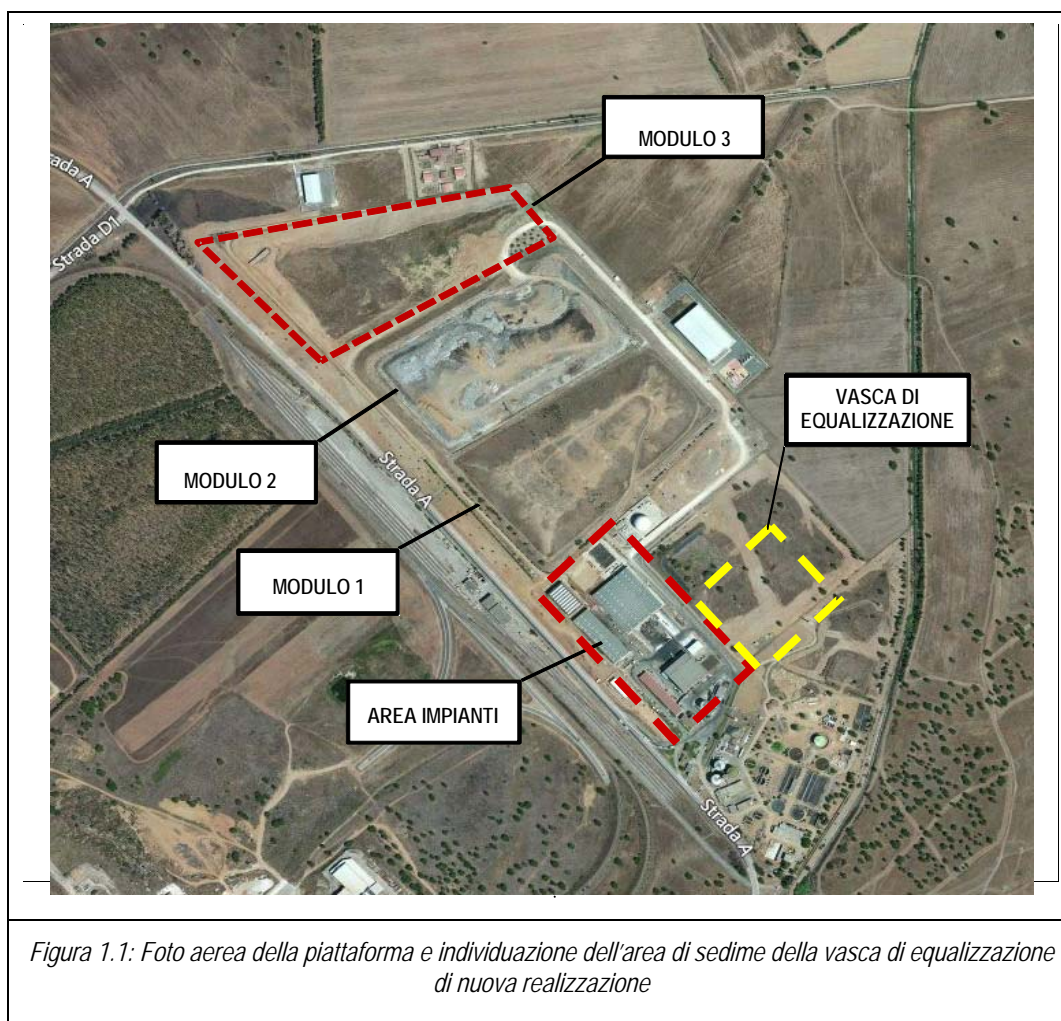 MODULO 3
rada A
Strada D1
VASCA DI
EQUALIZZAZIONE
MODULO 2
Strada A
MODULO 1
AREA IMPIANTI
Strada A
Figura 1.1: Foto aerea della piattaforma e individuazione dell'area di sedime della vasca di equalizzazione
di nuova realizzazione